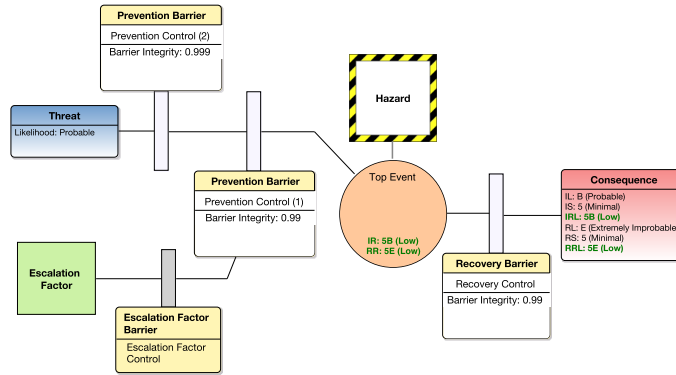 Prevention Barrier
Prevention Control (2)
Barrier Integrity: 0.999
Threat
Likelihood: Probable
Hazard
Prevention Barrier
Prevention Control (1)
Barrier Integrity: 0.99
Top Event
IR: 5B (Low)
RR: 5E (Low)
Consequence
IL: B (Probable)
IS: 5 (Minimal)
IRL: 5B (Low)
RL: E (Extremely Improbable
RS: 5 (Minimal)
RRL: 5E (Low)
Escalation
Factor
Recovery Barrier
Recovery Control
Barrier Integrity: 0.99
Escalation Factor
Barrier
Escalation Factor
Control